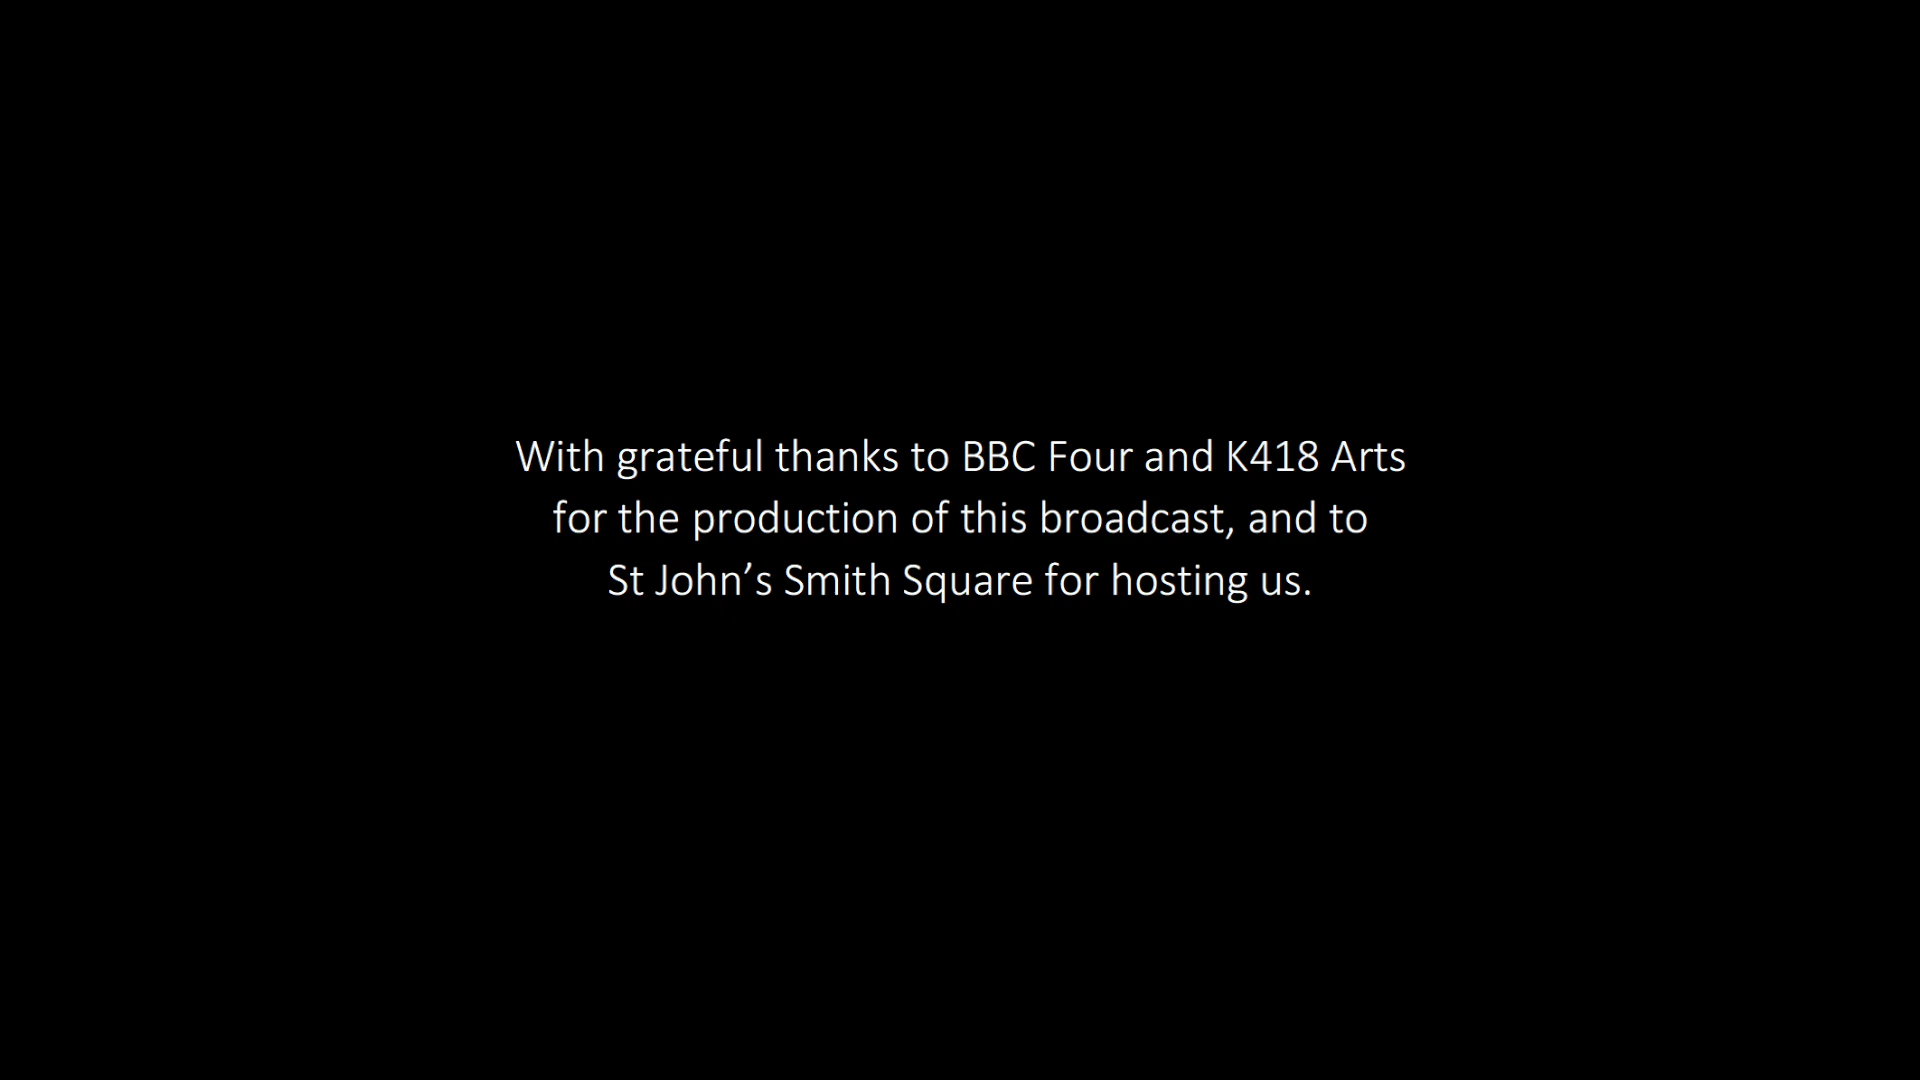 With grateful thanks to BBC Four and K418 Arts
for the production of this broadcast, and to
St John’s Smith Square for hosting us.